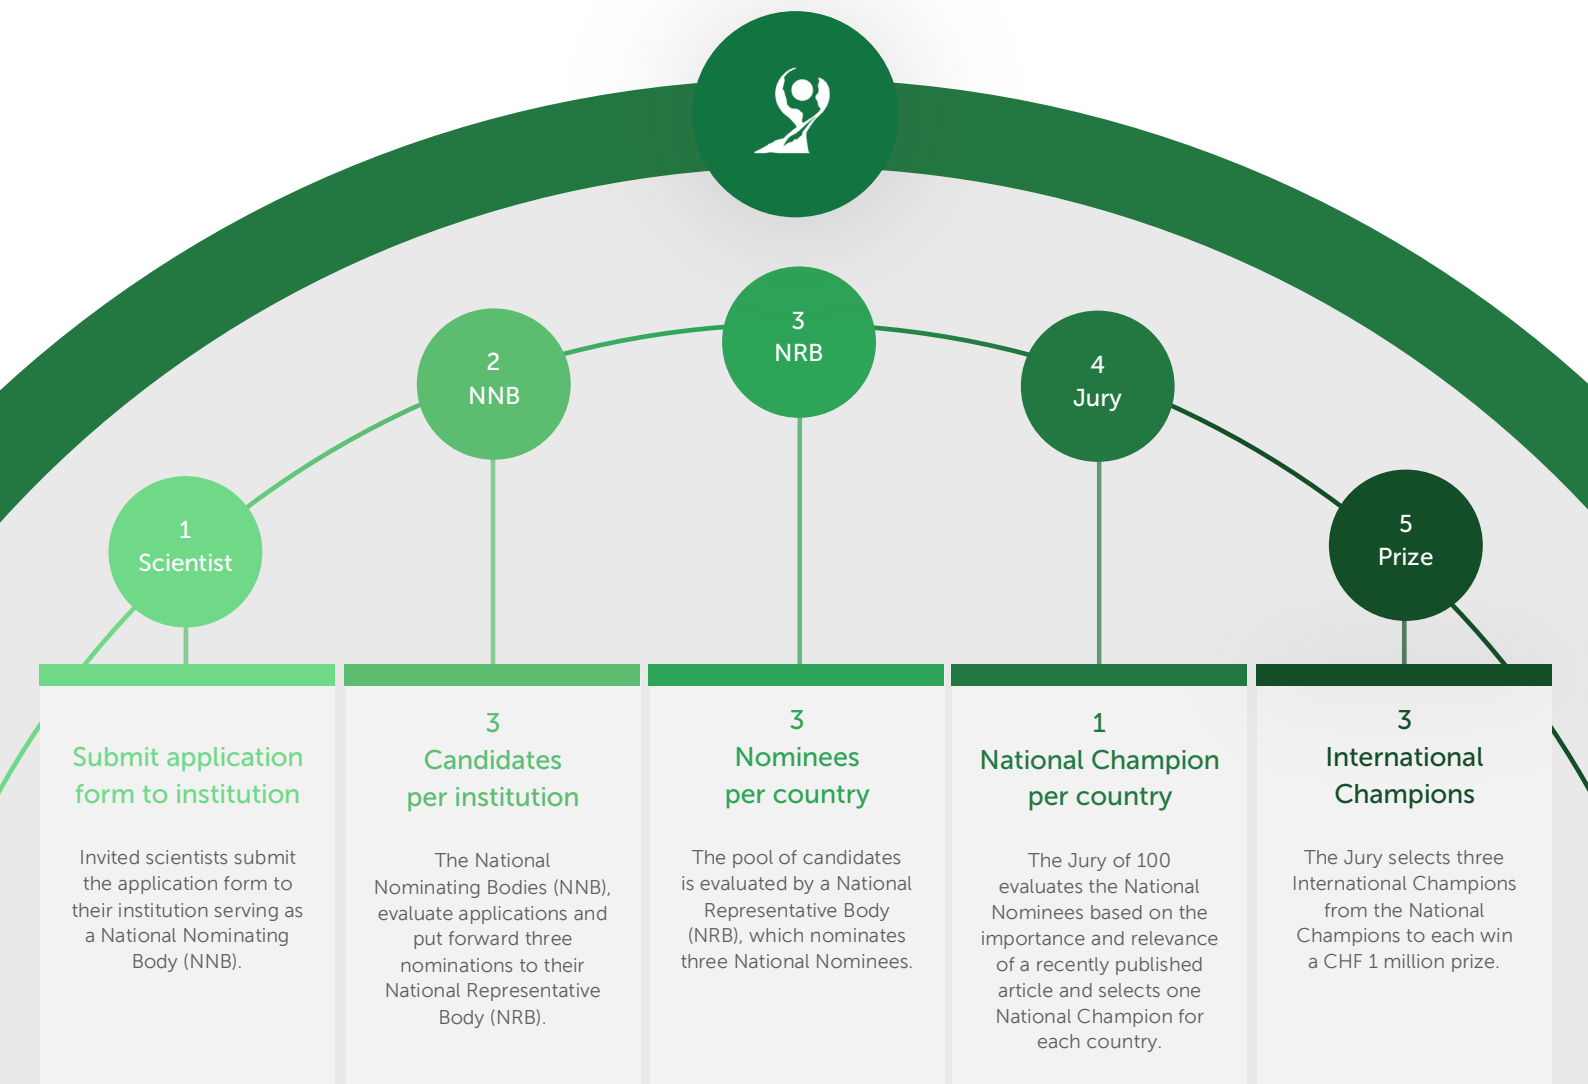 1
Scientist
2
NNB
3
NRB
4
Jury
5
Prize
Submit application
form to institution
Invited scientists submit
the application form to
their institution serving as
a National Nominating
Body (NNB).
3
Candidates
per institution
The National
Nominating Bodies (NNB),
evaluate applications and
put forward three
nominations to their
National Representative
Body (NRB).
3
Nominees
per country
The pool of candidates
is evaluated by a National
Representative Body
(NRB), which nominates
three National Nominees.
1
National Champion
per country
The Jury of 100
evaluates the National
Nominees based on the
importance and relevance
of a recently published
article and selects one
National Champion for
each country.
3
International
Champions
The Jury selects three
International Champions
from the National
Champions to each win
a CHF 1 million prize.